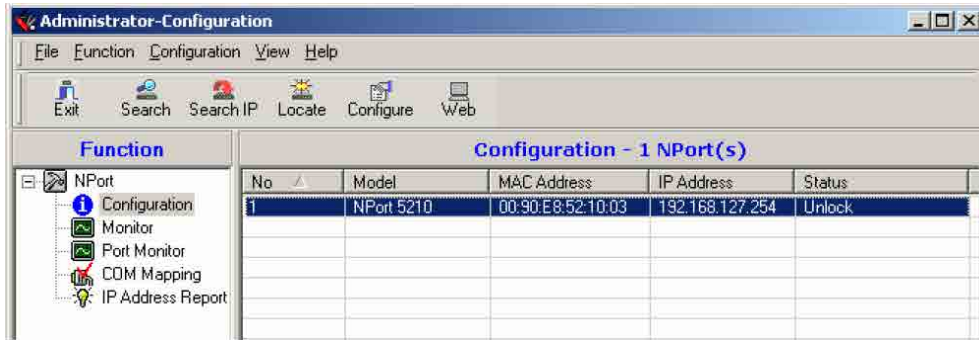 Administrator-Configuration
File Function Configuration View Help
Exit Search Search IP Locate Configure Web
Function
Configuration - 1 NPort(s)
NPort
Configuration
Monitor
Port Monitor
COM Mapping
IP Address Report
No Model MAC Address IP Address Status
1 NPort 5210 00:90:E8:52:10:03 192.168.127.254 Unlock